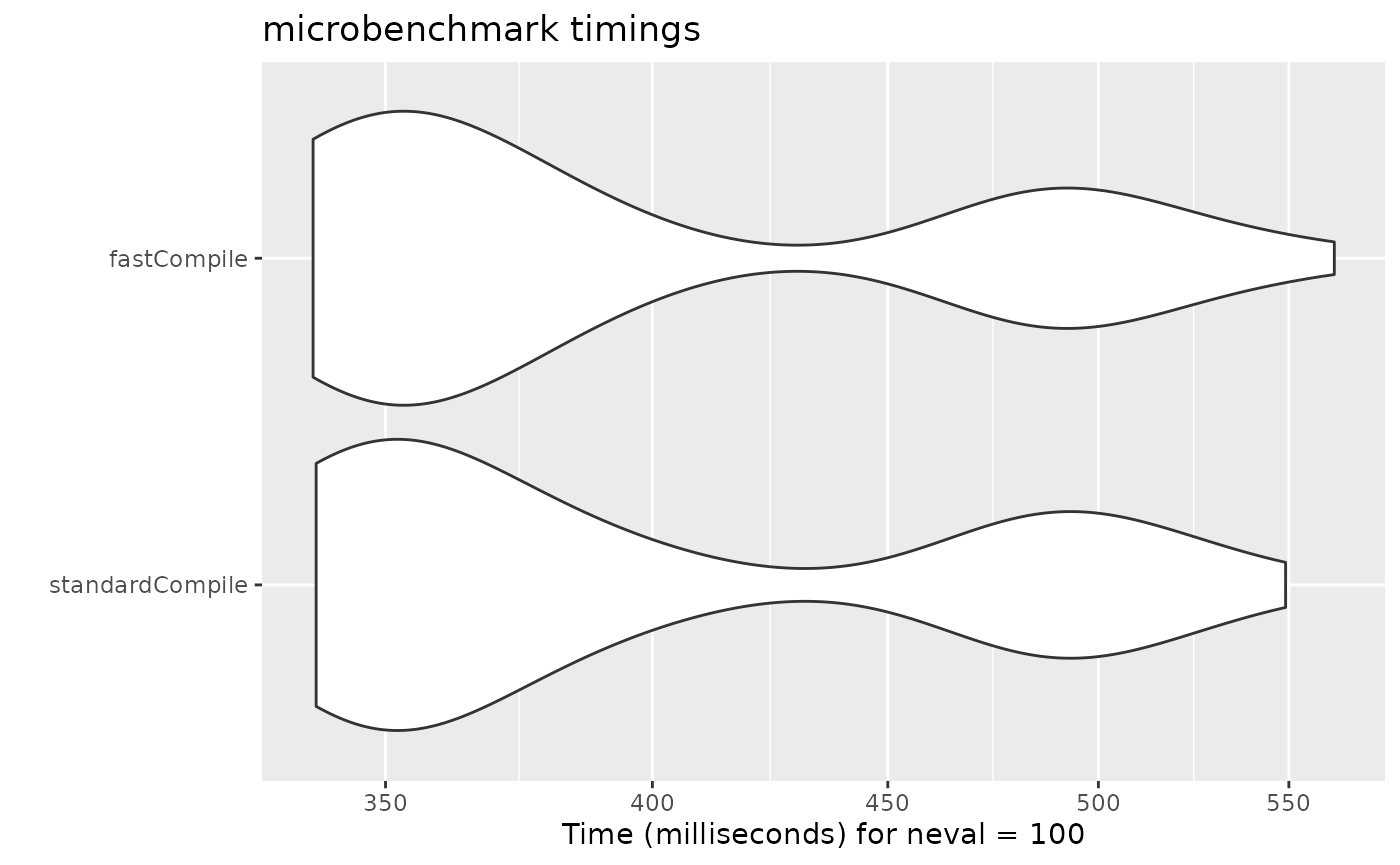 microbenchmark timings
fastCompile
standardCompile
350 400 450 500 550
Time (milliseconds) for neval = 100